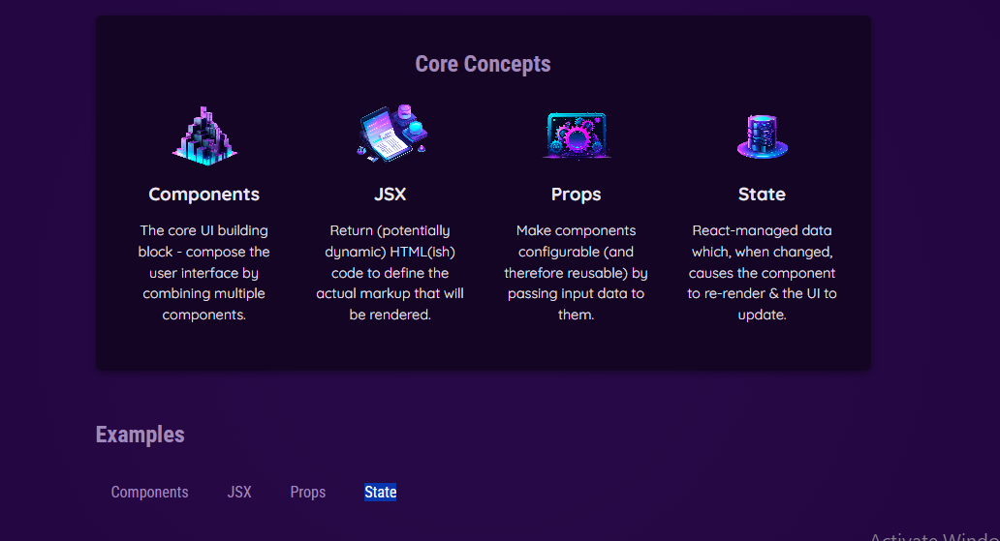 Core Concepts
Components
The core UI building
block - compose the
user interface by
combining multiple
components.
JSX
Return (potentially
dynamic) HTML(ish)
code to define the
actual markup that will
be rendered.
Props
Make components
configurable (and
therefore reusable) by
passing input data to
them.
State
React-managed data
which, when changed,
causes the component
to re-render & the UI to
update.
Examples
Components JSX Props State
Activate Windo